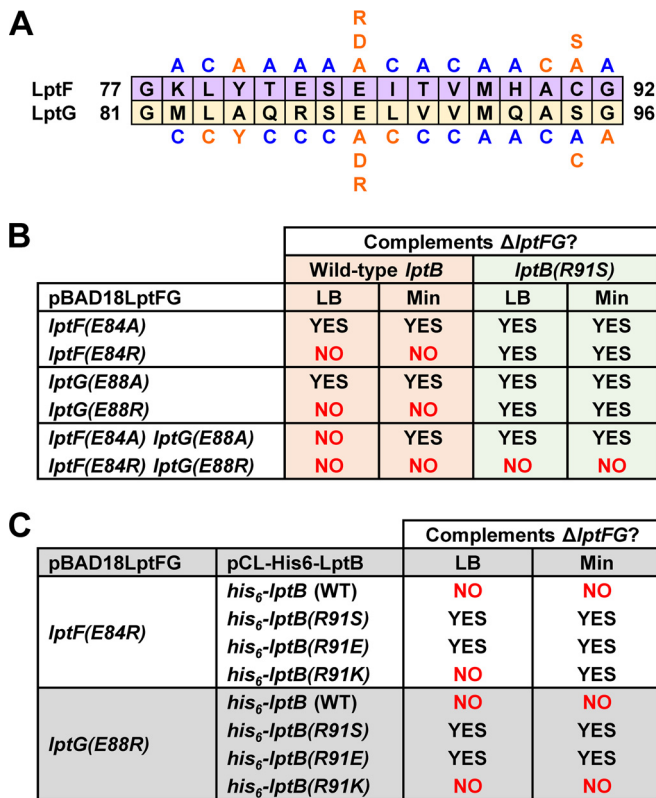 A
R
D S
A C A A A A A C A C A A C A A
LptF 77 G K L Y T E S E I T V M H A C G 92
LptG 81 G M L A Q R S E L V V M Q A S G 96
C C Y C C C A C C C A A C A A
D C
R
B
Complements ΔlptFG?
Wild-type lptB lptB(R91S)
pBAD18LptFG LB Min LB Min
lptF(E84A) YES YES YES YES
lptF(E84R) NO NO YES YES
lptG(E88A) YES YES YES YES
lptG(E88R) NO NO YES YES
lptF(E84A) lptG(E88A) NO YES YES YES
lptF(E84R) lptG(E88R) NO NO NO NO
C
Complements ΔlptFG?
pBAD18LptFG pCL-His6-LptB LB Min
lptF(E84R) his₆-lptB (WT) NO NO
his₆-lptB(R91S) YES YES
his₆-lptB(R91E) YES YES
his₆-lptB(R91K) NO YES
lptG(E88R) his₆-lptB (WT) NO NO
his₆-lptB(R91S) YES YES
his₆-lptB(R91E) YES YES
his₆-lptB(R91K) NO NO